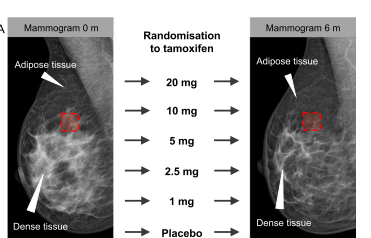 A
Mammogram 0 m
Adipose tissue
Dense tissue
Randomisation
to tamoxifen
20 mg
10 mg
5 mg
2.5 mg
1 mg
Placebo
Mammogram 6 m
Adipose tissue
Dense tissue